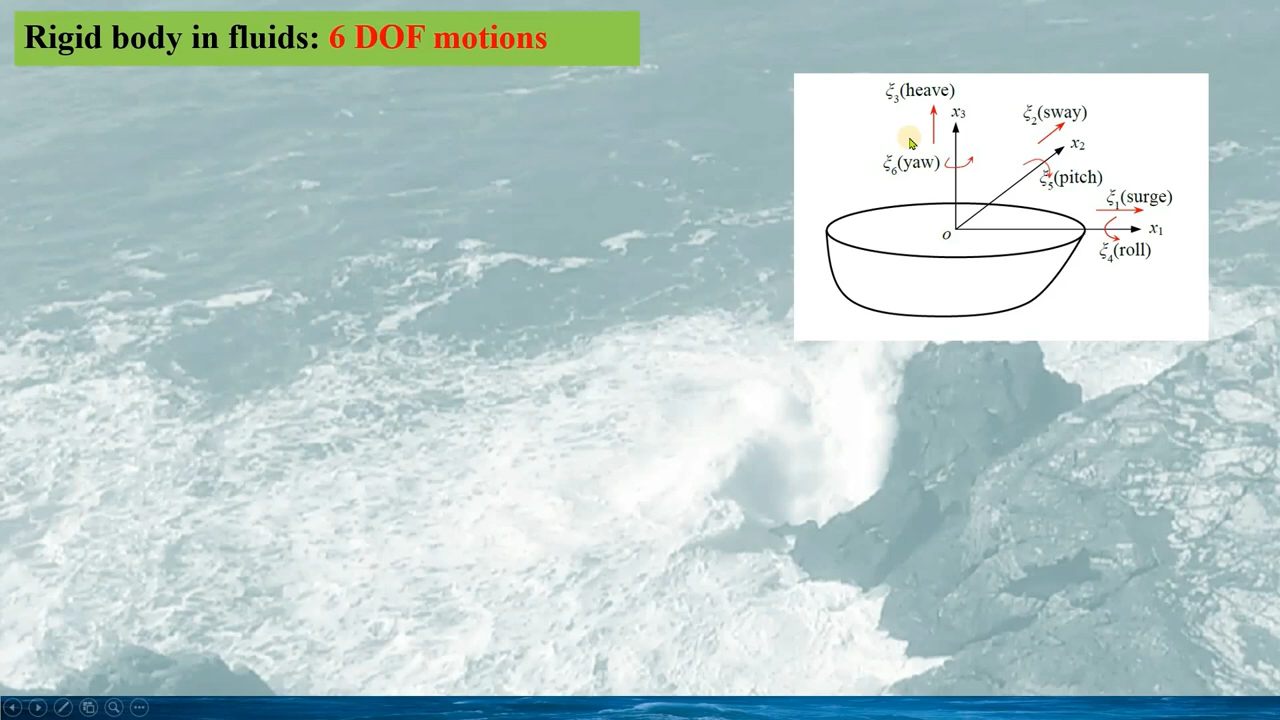 Rigid body in fluids: 6 DOF motions
ξ3(heave)
x3
ξ2(sway)
x2
ξ6(yaw)
ξ5(pitch)
ξ1(surge)
o
x1
ξ4(roll)